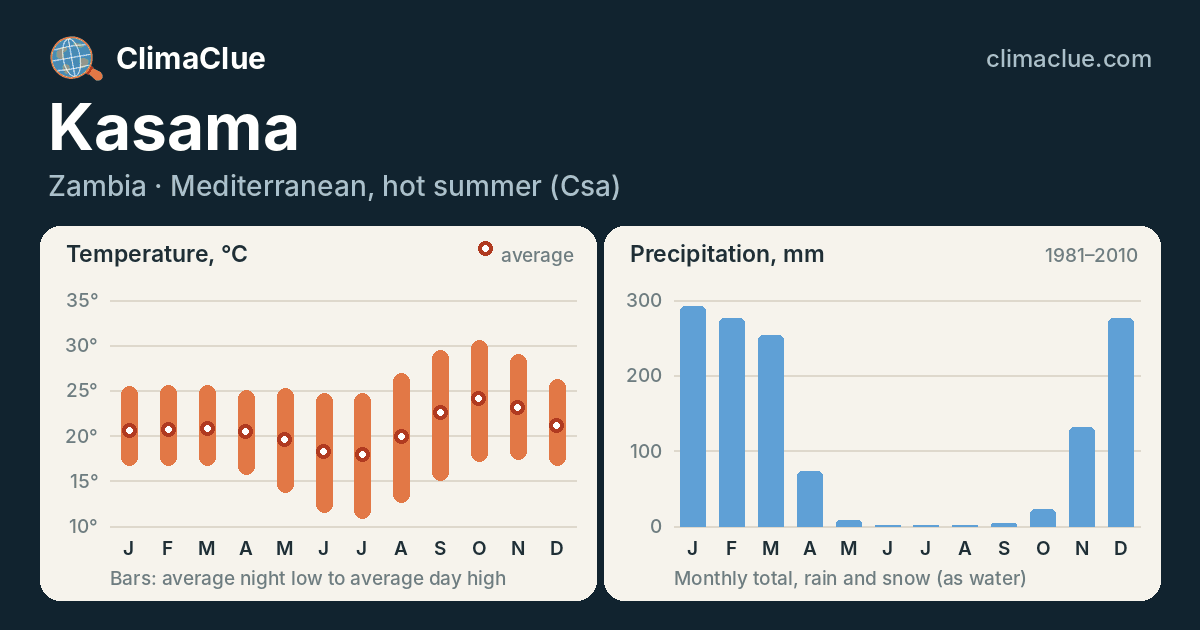 ClimaClue
climaclue.com
Kasama
Zambia · Mediterranean, hot summer (Csa)
Temperature, °C
average
35°
30°
25°
20°
15°
10°
J F M A M J J A S O N D
Bars: average night low to average day high
Precipitation, mm
1981–2010
300
200
100
0
J F M A M J J A S O N D
Monthly total, rain and snow (as water)